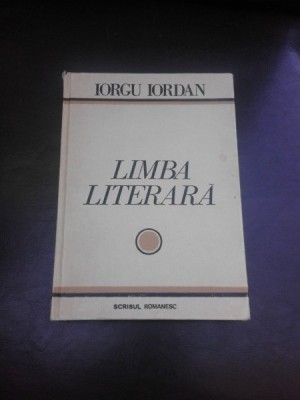 IORGU IORDAN
LIMBA
LITERARĂ
SCRISUL ROMANESC